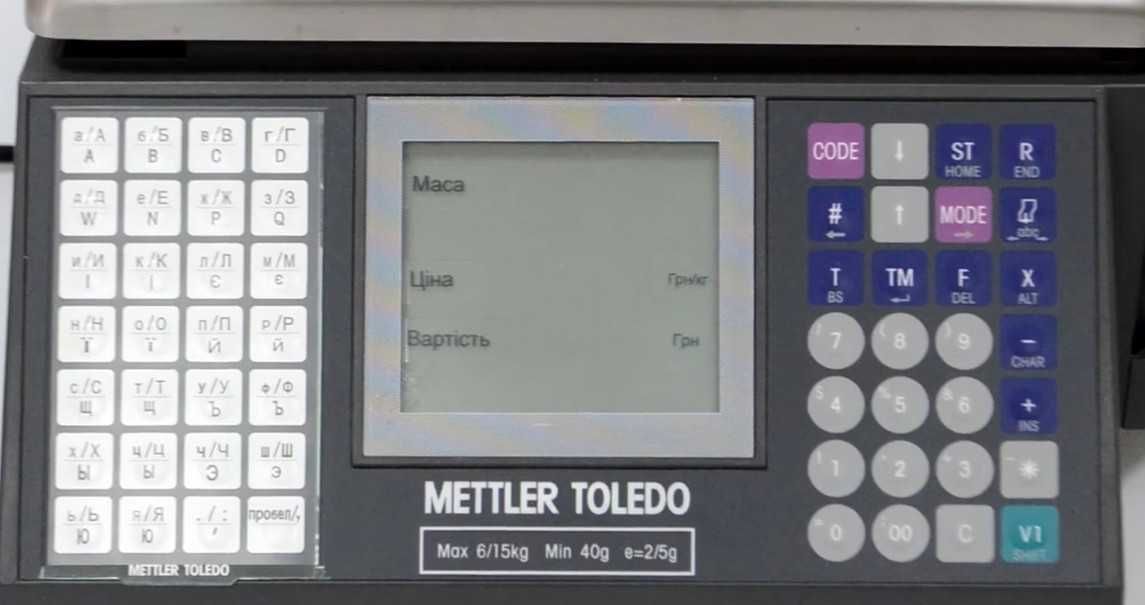 а/А б/Б в/В г/Г
A B C D
д/Д е/Е ж/Ж з/З
W N P Q
и/И к/К л/Л м/М
І і Є є
н/Н о/О п/П р/Р
Ї ї Й й
с/С т/Т у/У ф/Ф
Щ щ Ъ ъ
х/Х ц/Ц ч/Ч ш/Ш
Ы ы Э э
ь/Ь я/Я ./: пробел/,
Ю ю '
METTLER TOLEDO
Маса
Ціна Грн/кг
Вартість Грн
METTLER TOLEDO
Max 6/15kg Min 40g e=2/5g
CODE ↓ ST R
HOME END
# ↑ MODE
← → abc
T TM F X
BS DEL ALT
7 8 9 −
CHAR
4 5 6 +
INS
1 2 3 *
0 00 C V1
SHIFT